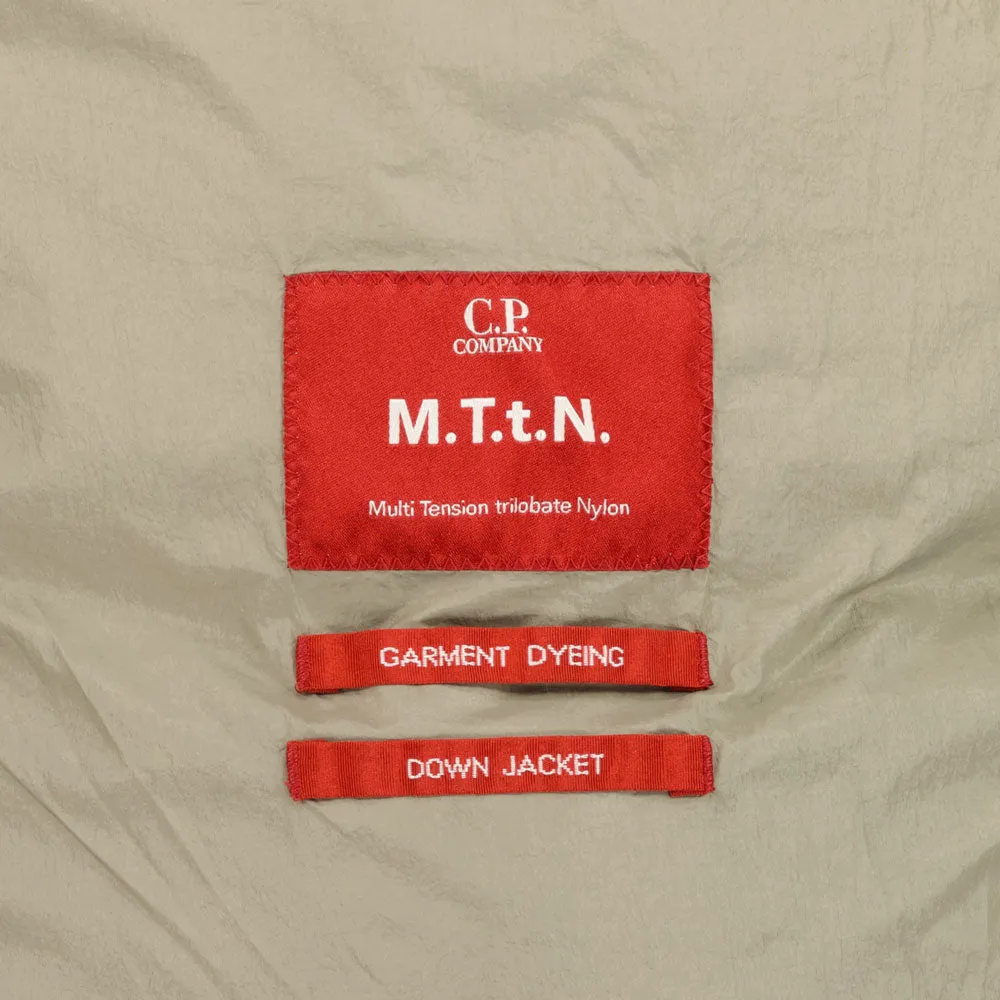 C.P.
COMPANY
M.T.t.N.
Multi Tension trilobate Nylon
GARMENT DYEING
DOWN JACKET